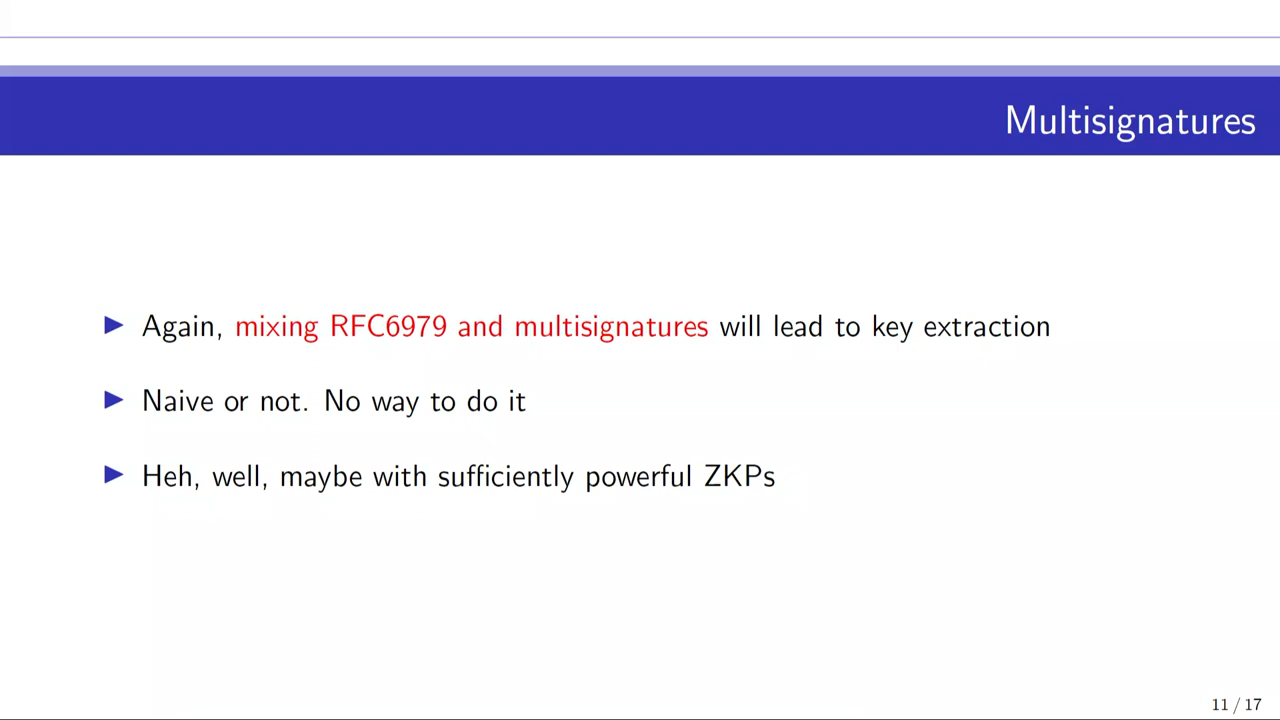 Multisignatures
Again, mixing RFC6979 and multisignatures will lead to key extraction
Naive or not. No way to do it
Heh, well, maybe with sufficiently powerful ZKPs
11 / 17